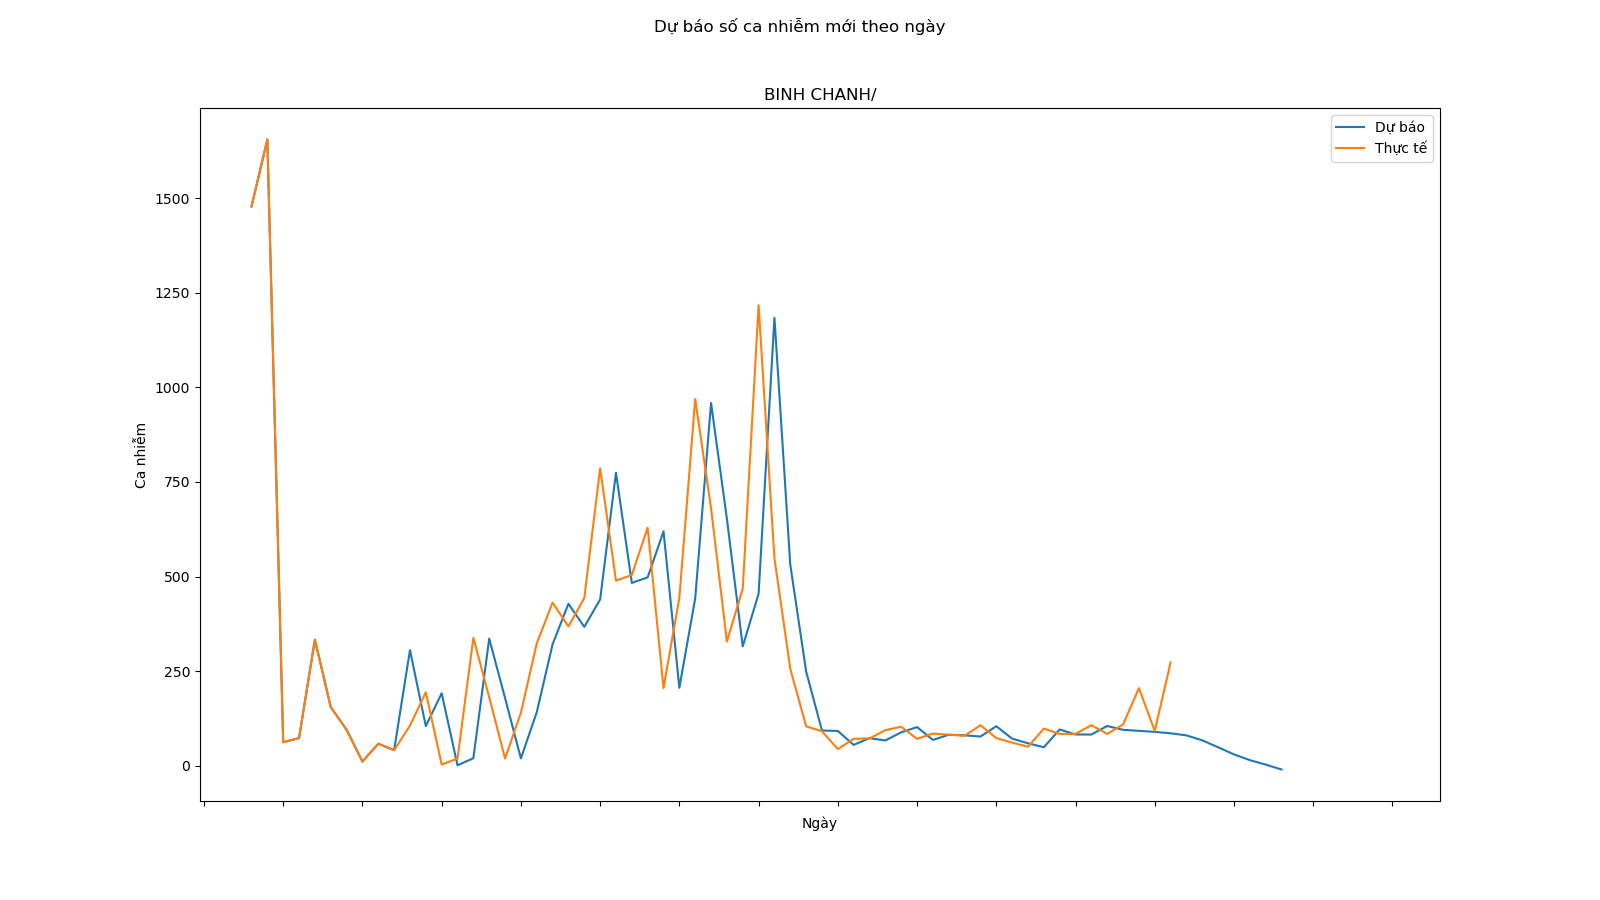 Dự báo số ca nhiễm mới theo ngày
BINH CHANH/
Dự báo
Thực tế
1500
1250
1000
750
500
250
0
Ca nhiễm
Ngày